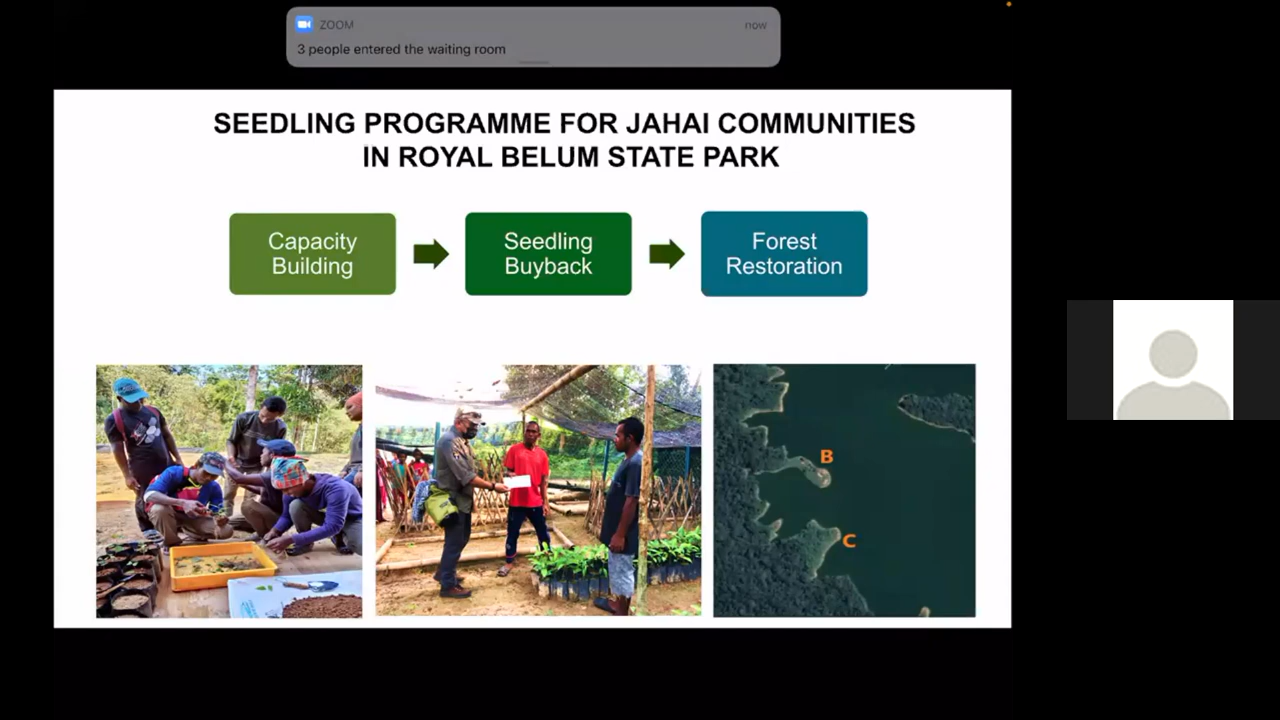 ZOOM
now
3 people entered the waiting room
SEEDLING PROGRAMME FOR JAHAI COMMUNITIES
IN ROYAL BELUM STATE PARK
Capacity
Building
Seedling
Buyback
Forest
Restoration
B
C